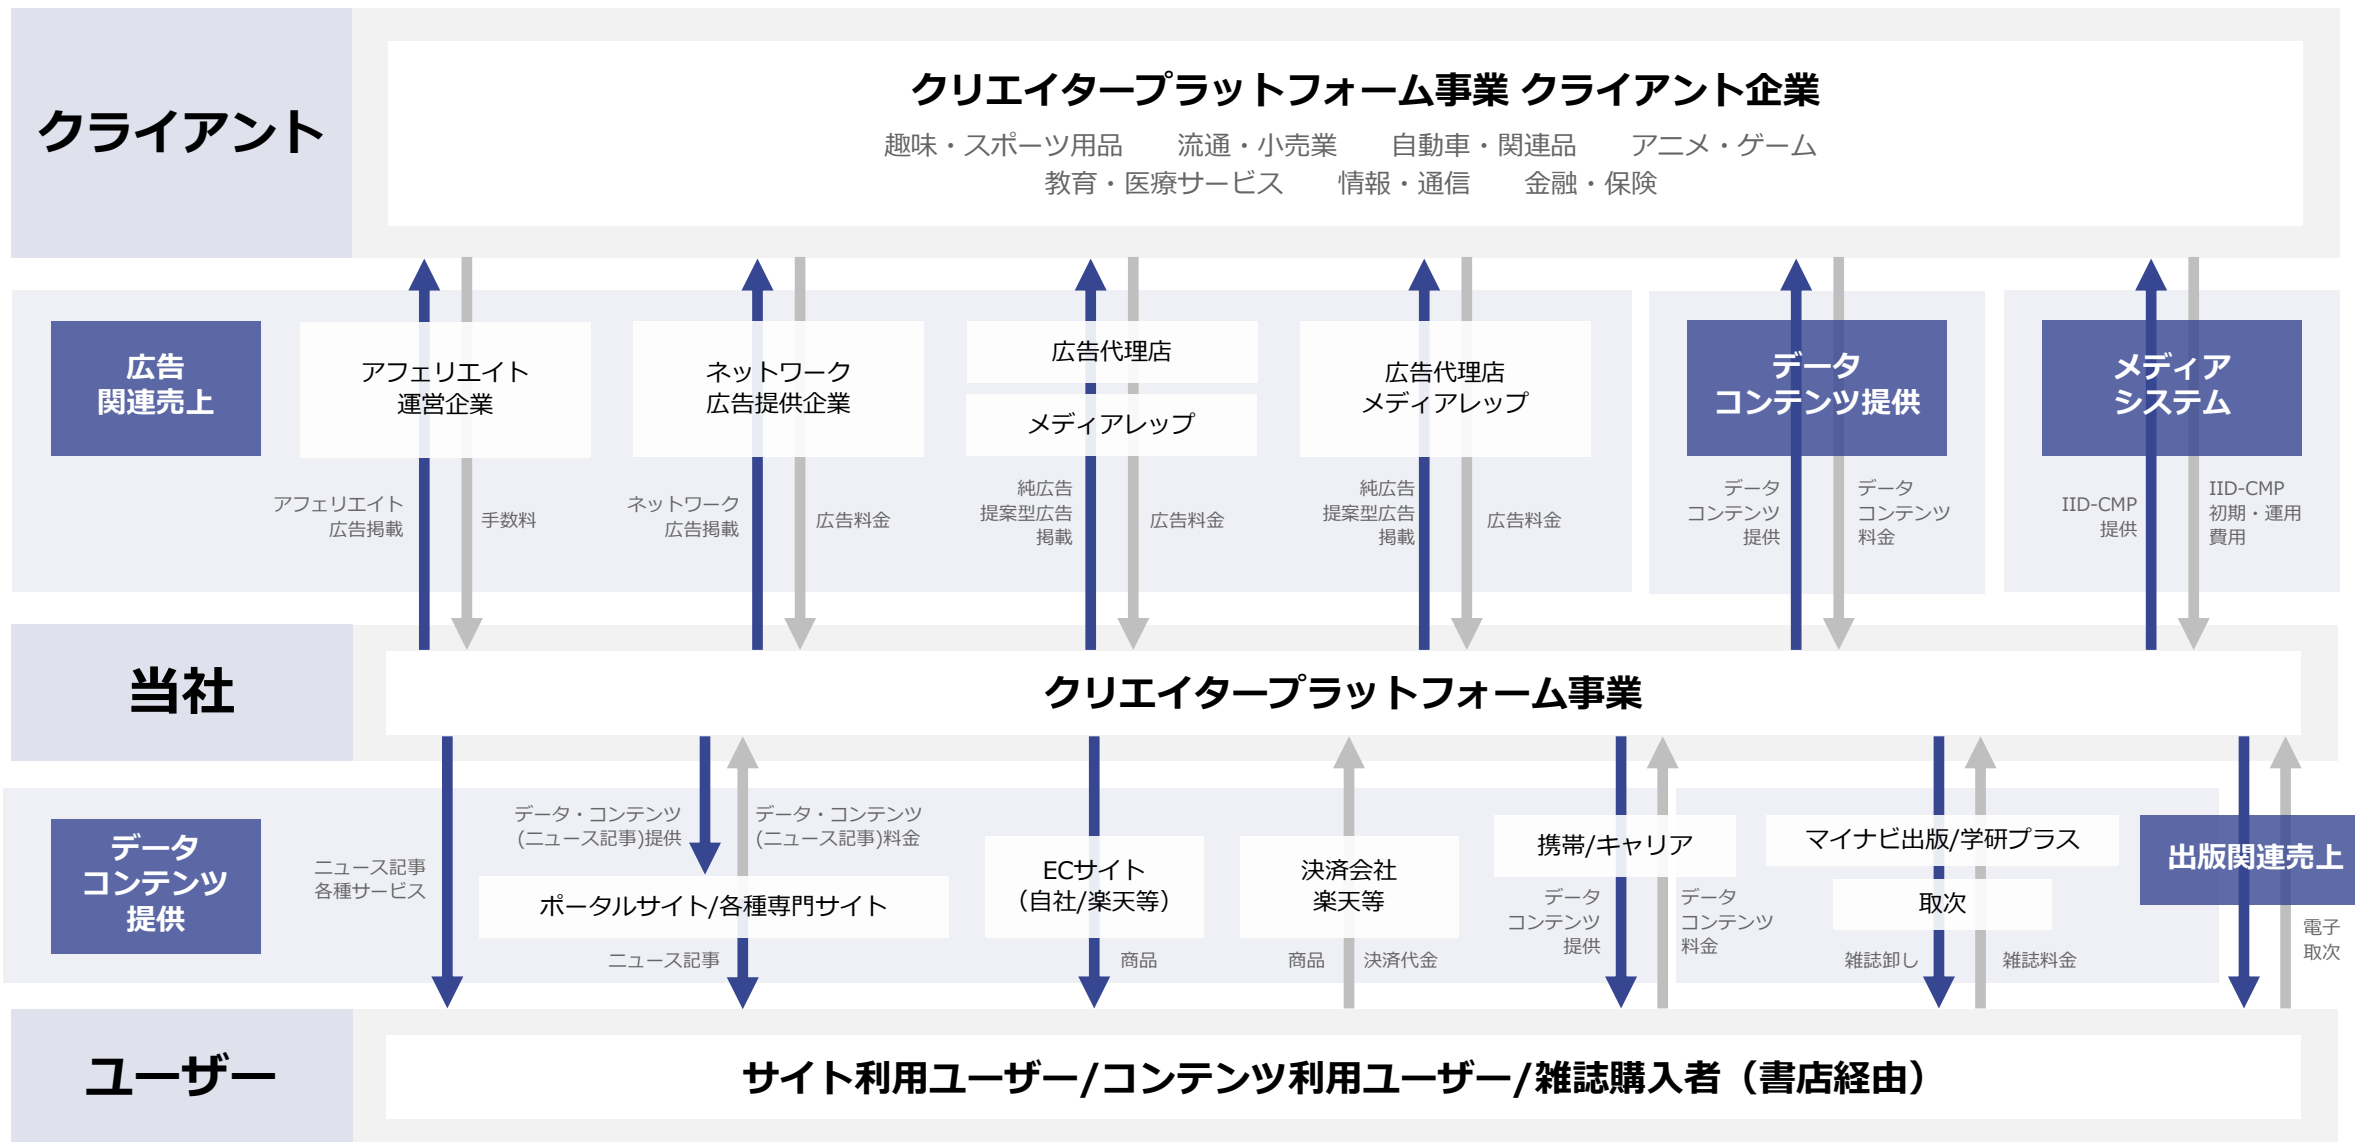 クライアント
クリエイタープラットフォーム事業 クライアント企業
趣味・スポーツ用品　流通・小売業　自動車・関連品　アニメ・ゲーム
教育・医療サービス　情報・通信　金融・保険
広告
関連売上
アフェリエイト
運営企業
ネットワーク
広告提供企業
広告代理店
メディアレップ
広告代理店
メディアレップ
データ
コンテンツ提供
メディア
システム
アフェリエイト
広告掲載
手数料
ネットワーク
広告掲載
広告料金
純広告
提案型広告
掲載
広告料金
純広告
提案型広告
掲載
広告料金
データ
コンテンツ
提供
データ
コンテンツ
料金
IID-CMP
提供
IID-CMP
初期・運用
費用
当社
クリエイタープラットフォーム事業
データ
コンテンツ
提供
ニュース記事
各種サービス
データ・コンテンツ
(ニュース記事)提供
データ・コンテンツ
(ニュース記事)料金
ポータルサイト/各種専門サイト
ニュース記事
ECサイト
（自社/楽天等）
商品
決済会社
楽天等
商品
決済代金
携帯/キャリア
データ
コンテンツ
提供
データ
コンテンツ
料金
マイナビ出版/学研プラス
取次
雑誌卸し
雑誌料金
出版関連売上
電子
取次
ユーザー
サイト利用ユーザー/コンテンツ利用ユーザー/雑誌購入者（書店経由）